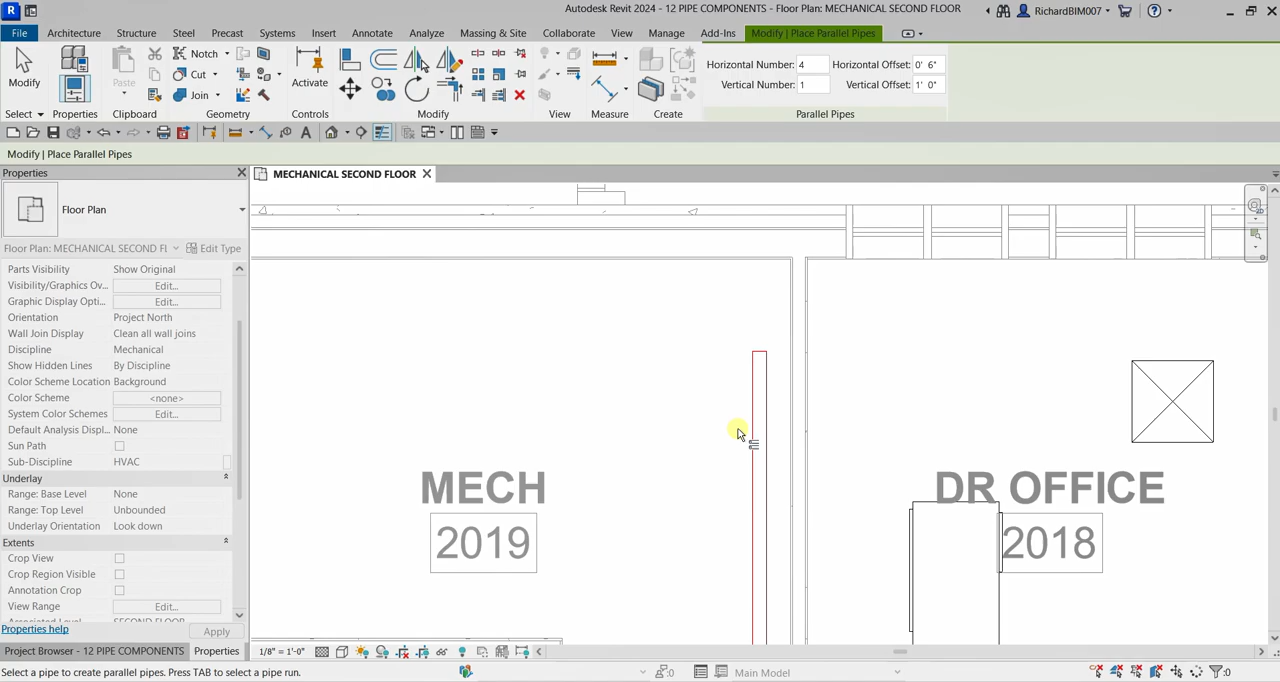 Autodesk Revit 2024 - 12 PIPE COMPONENTS - Floor Plan: MECHANICAL SECOND FLOOR
RichardBIM007
File Architecture Structure Steel Precast Systems Insert Annotate Analyze Massing & Site Collaborate View Manage Add-Ins Modify | Place Parallel Pipes
Modify
Paste
Notch
Cut
Join
Activate
Horizontal Number: 4 Horizontal Offset: 0' 6"
Vertical Number: 1 Vertical Offset: 1' 0"
Select Properties Clipboard Geometry Controls Modify View Measure Create Parallel Pipes
Modify | Place Parallel Pipes
Properties
MECHANICAL SECOND FLOOR
Floor Plan
Floor Plan: MECHANICAL SECOND Fl Edit Type
Parts Visibility Show Original
Visibility/Graphics Ov... Edit...
Graphic Display Opti... Edit...
Orientation Project North
Wall Join Display Clean all wall joins
Discipline Mechanical
Show Hidden Lines By Discipline
Color Scheme Location Background
Color Scheme <none>
System Color Schemes Edit...
Default Analysis Displ... None
Sun Path
Sub-Discipline HVAC
Underlay
Range: Base Level None
Range: Top Level Unbounded
Underlay Orientation Look down
Extents
Crop View
Crop Region Visible
Annotation Crop
View Range Edit...
Properties help Apply
Project Browser - 12 PIPE COMPONENTS Properties
MECH
2019
DR OFFICE
2018
1/8" = 1'-0"
Select a pipe to create parallel pipes. Press TAB to select a pipe run.
:0
Main Model
:0